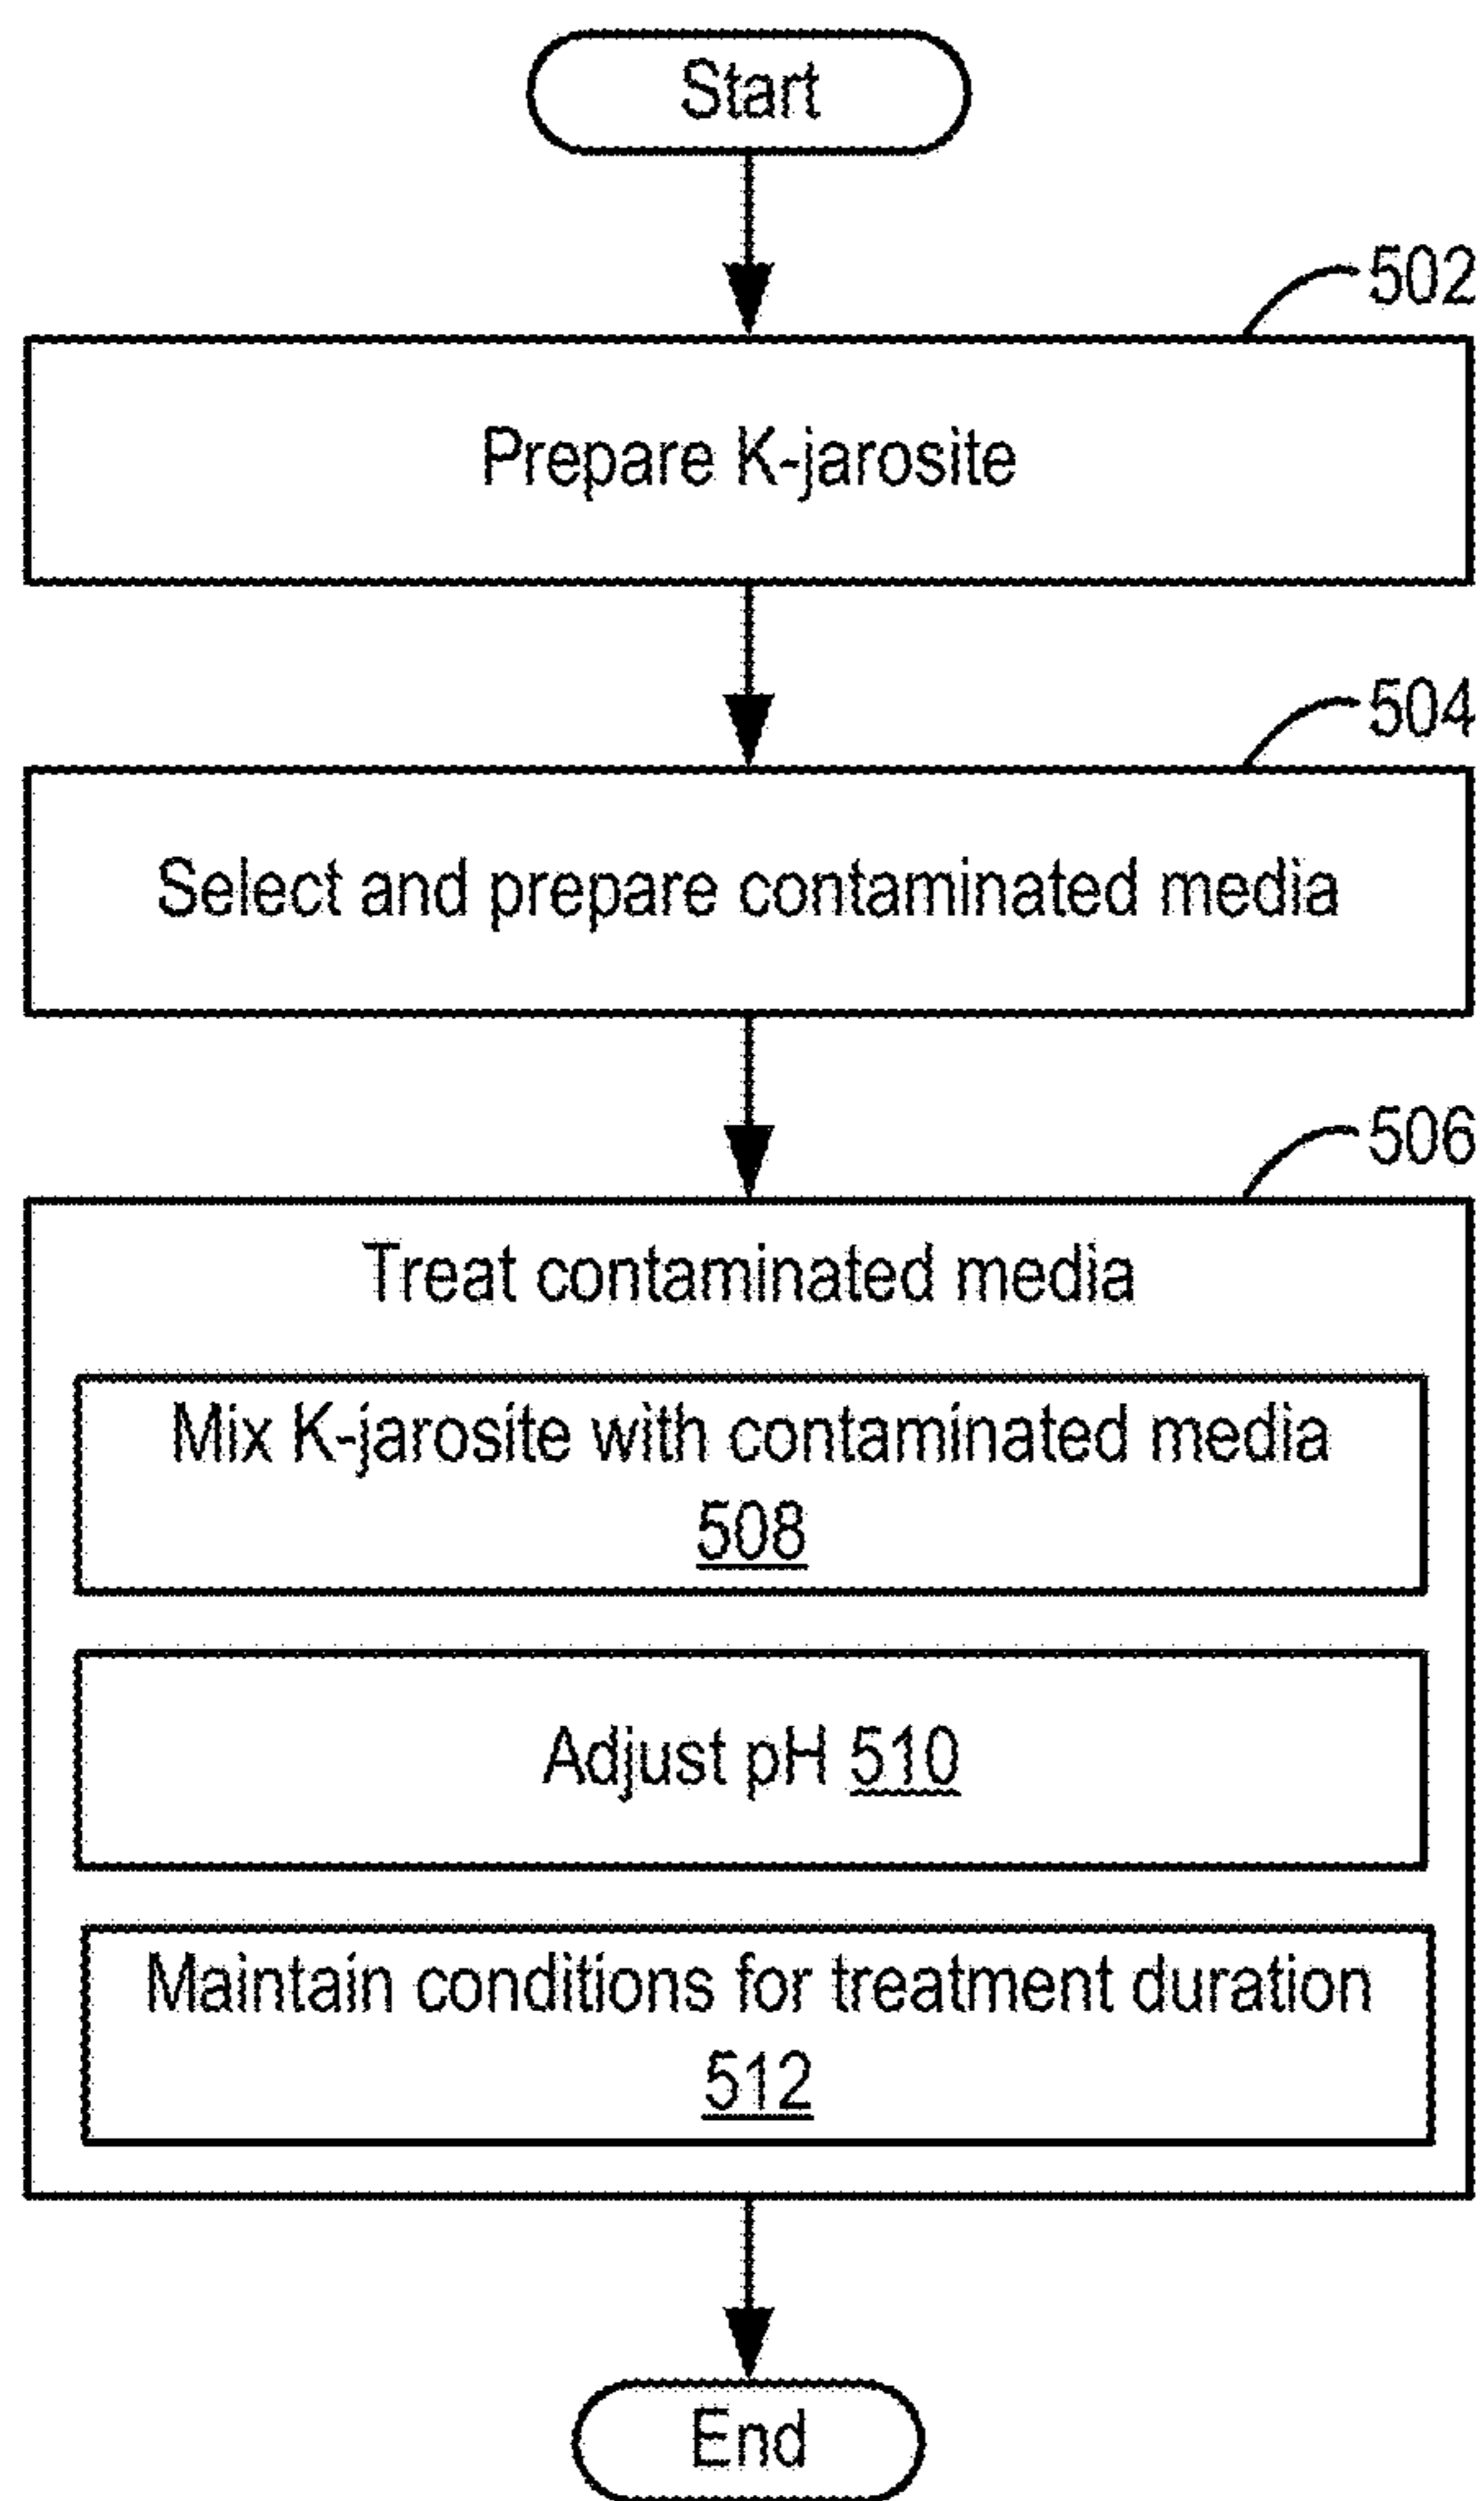 Start
502
Prepare K-jarosite
504
Select and prepare contaminated media
506
Treat contaminated media
Mix K-jarosite with contaminated media
508
Adjust pH 510
Maintain conditions for treatment duration
512
End